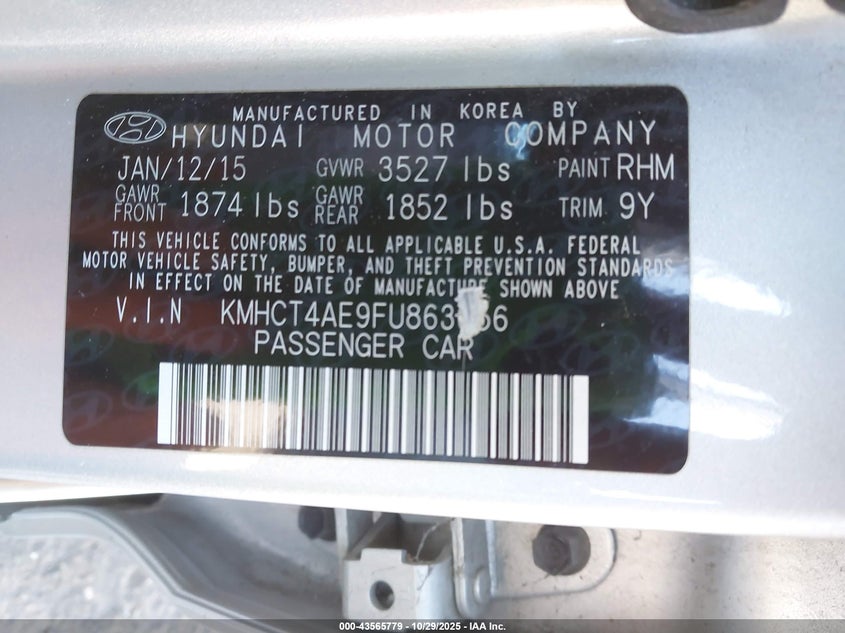 MANUFACTURED IN KOREA BY
HYUNDAI MOTOR COMPANY
JAN/12/15 GVWR 3527 lbs PAINT RHM
GAWR FRONT 1874 lbs GAWR REAR 1852 lbs TRIM 9Y
THIS VEHICLE CONFORMS TO ALL APPLICABLE U.S.A. FEDERAL
MOTOR VEHICLE SAFETY, BUMPER, AND THEFT PREVENTION STANDARDS
IN EFFECT ON THE DATE OF MANUFACTURE SHOWN ABOVE
V.I.N
PASSENGER CAR
000-43565779 - 10/29/2025 - IAA Inc.